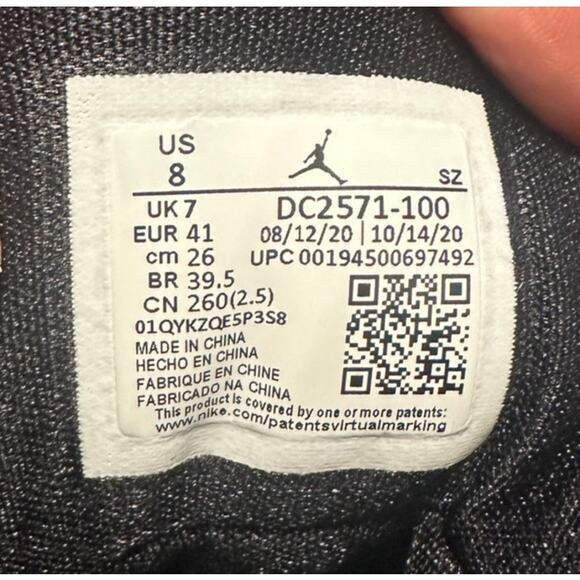 US
8
SZ
UK 7
EUR 41
cm 26
BR 39.5
CN 260(2.5)
DC2571-100
08/12/20 | 10/14/20
UPC 00194500697492
01QYKZQE5P3S8
MADE IN CHINA
HECHO EN CHINA
FABRIQUE EN CHINE
FABRICADO NA CHINA
This product is covered by one or more patents:
www.nike.com/patentsvirtualmarking